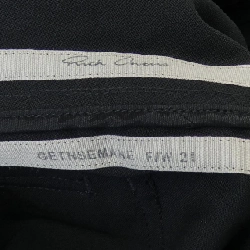 Rick Owens
GETHSEMANE F/W 21